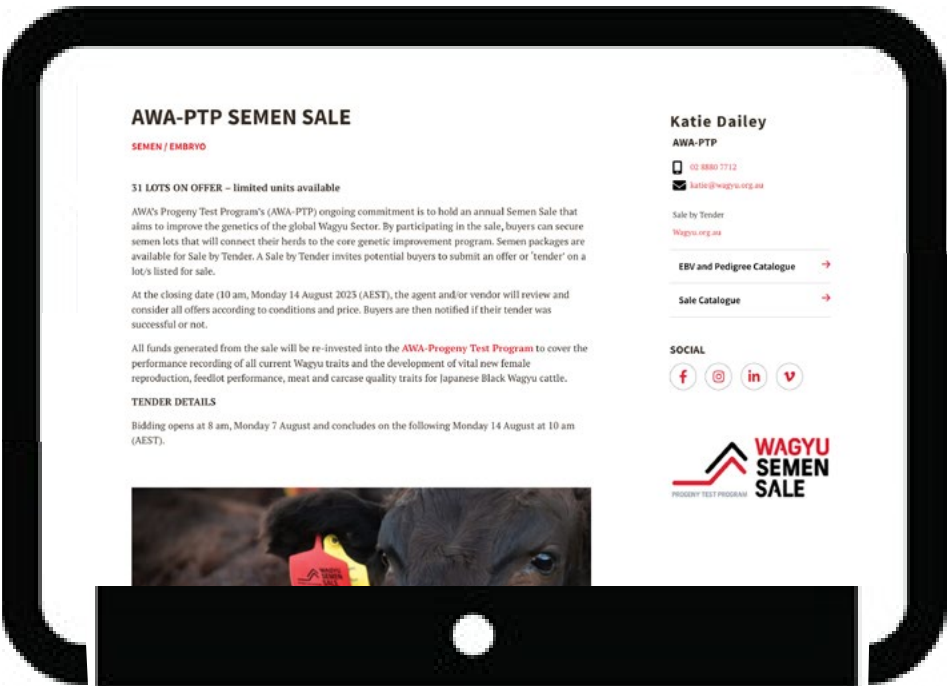 AWA-PTP SEMEN SALE
SEMEN / EMBRYO
31 LOTS ON OFFER – limited units available
AWA's Progeny Test Program's (AWA-PTP) ongoing commitment is to hold an annual Semen Sale that
aims to improve the genetics of the global Wagyu Sector. By participating in the sale, buyers can secure
semen lots that will connect their herds to the core genetic improvement program. Semen packages are
available for Sale by Tender. A Sale by Tender invites potential buyers to submit an offer or 'tender' on a
lot/s listed for sale.
At the closing date (10 am, Monday 14 August 2023 (AEST), the agent and/or vendor will review and
consider all offers according to conditions and price. Buyers are then notified if their tender was
successful or not.
All funds generated from the sale will be re-invested into the AWA-Progeny Test Program to cover the
performance recording of all current Wagyu traits and the development of vital new female
reproduction, feedlot performance, meat and carcase quality traits for Japanese Black Wagyu cattle.
TENDER DETAILS
Bidding opens at 8 am, Monday 7 August and concludes on the following Monday 14 August at 10 am
(AEST).
WAGYU
SEMEN
SALE
Katie Dailey
AWA-PTP
02 8880 7712
katie@wagyu.org.au
Sale by Tender
Wagyu.org.au
EBV and Pedigree Catalogue
Sale Catalogue
SOCIAL
WAGYU
SEMEN
SALE
PROGENY TEST PROGRAM